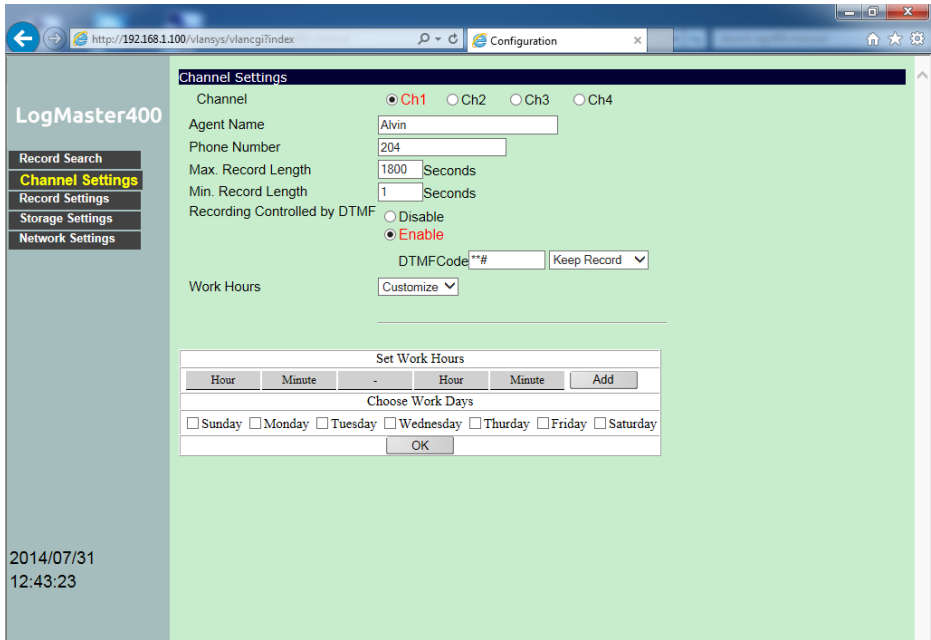 http://192.168.1.100/vlansys/vlancgi?index
Configuration
LogMaster400
Record Search
Channel Settings
Record Settings
Storage Settings
Network Settings
2014/07/31
12:43:23
Channel Settings
Channel Ch1 Ch2 Ch3 Ch4
Agent Name Alvin
Phone Number 204
Max. Record Length 1800 Seconds
Min. Record Length 1 Seconds
Recording Controlled by DTMF Disable
Enable
DTMFCode **# Keep Record
Work Hours Customize
Set Work Hours
Hour Minute - Hour Minute Add
Choose Work Days
Sunday Monday Tuesday Wednesday Thurday Friday Saturday
OK